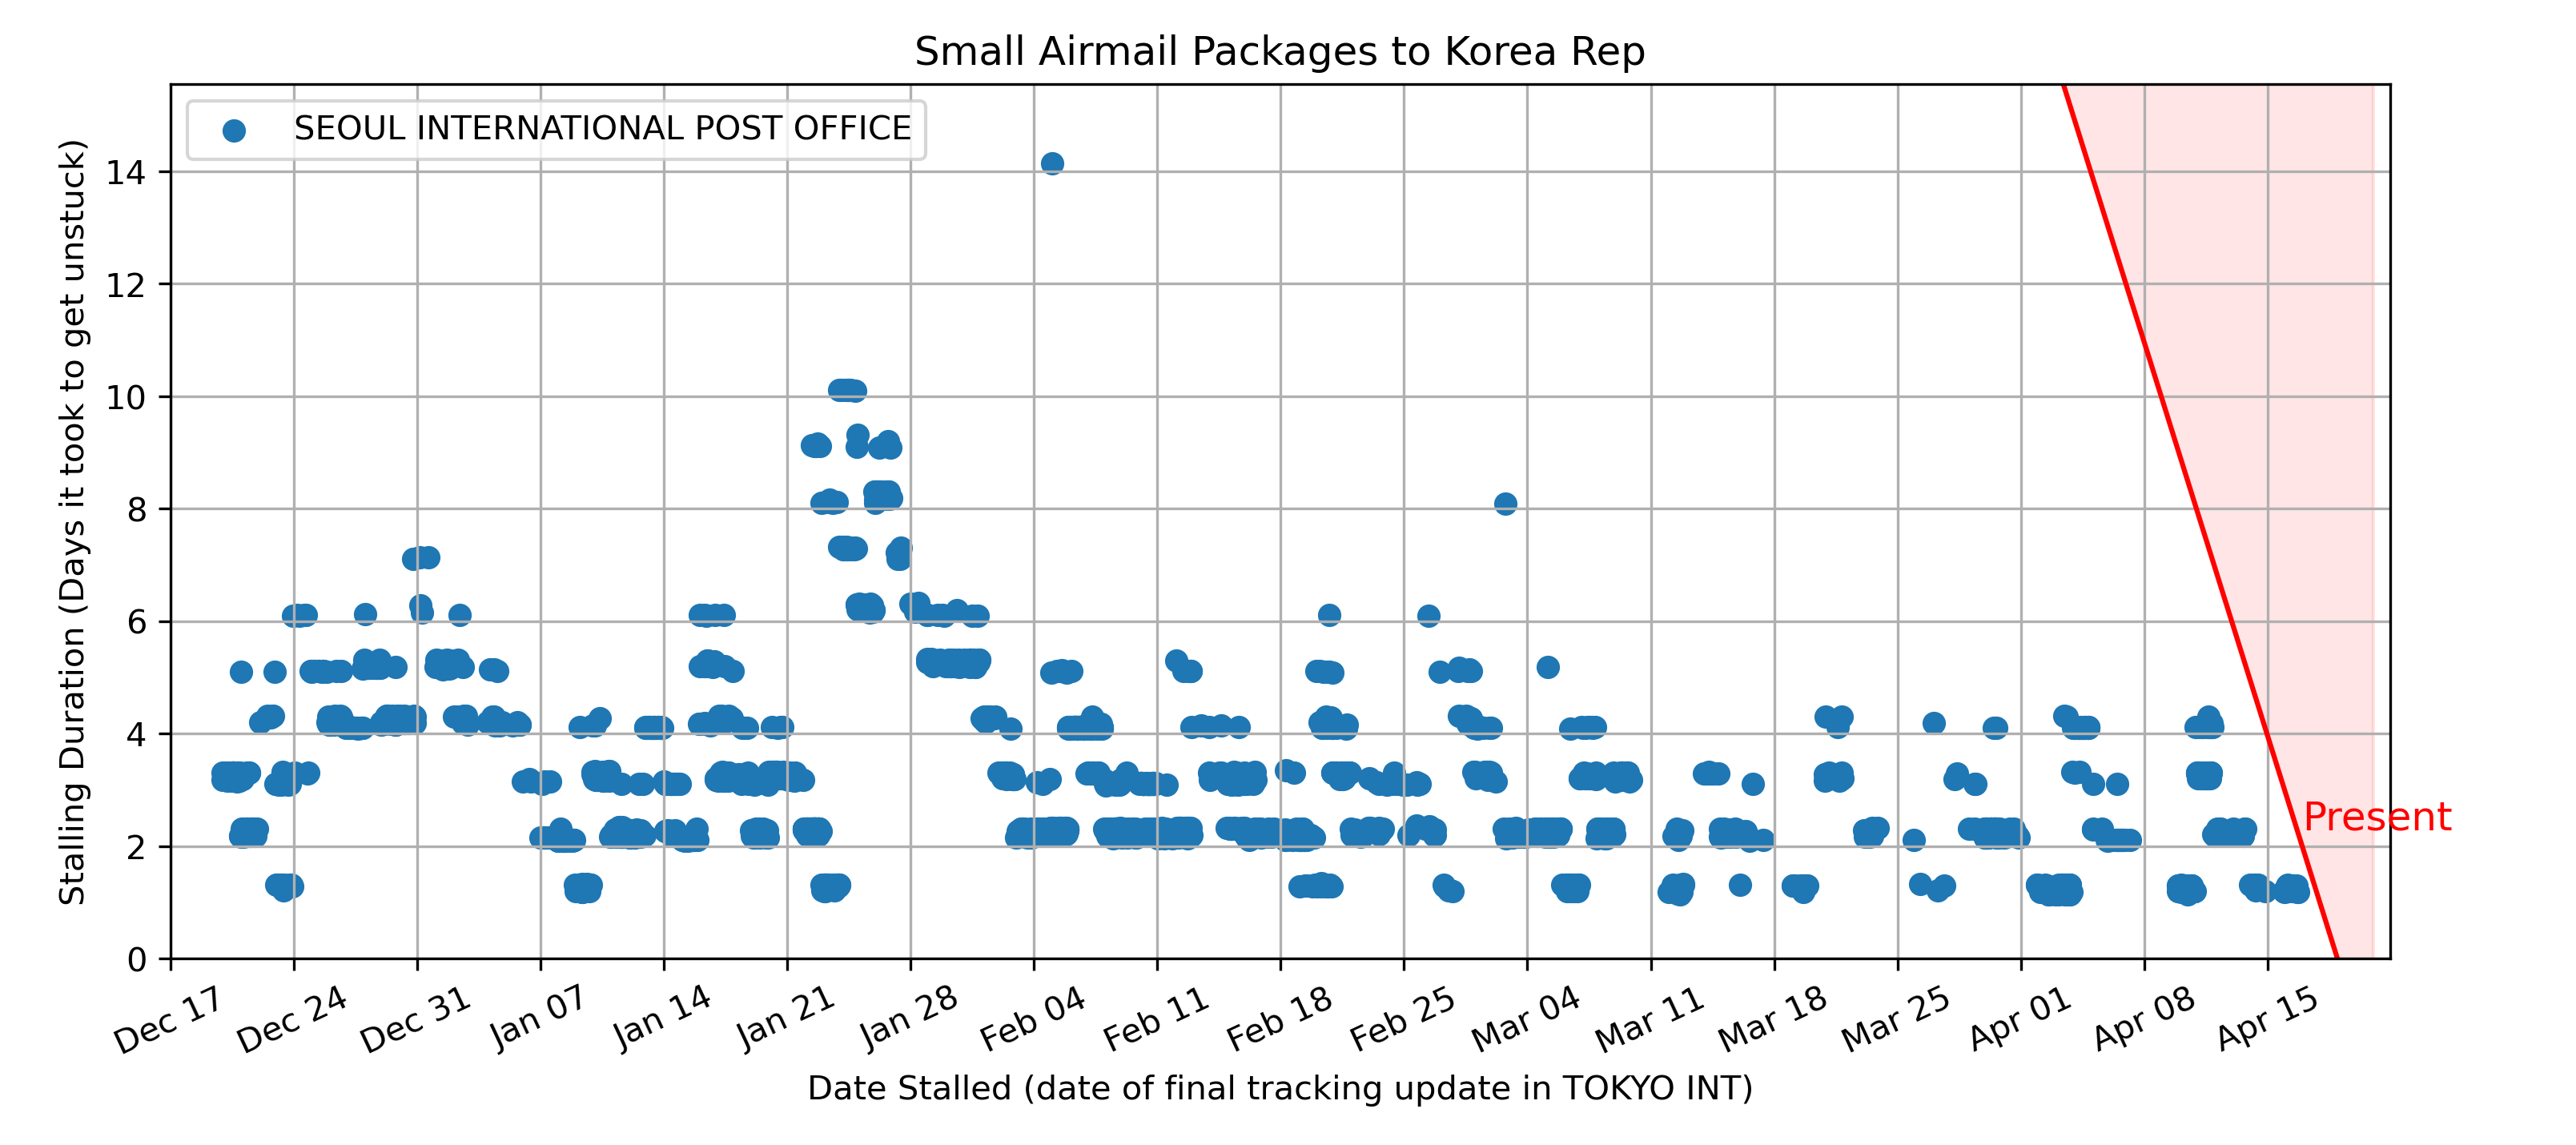 Small Airmail Packages to Korea Rep
SEOUL INTERNATIONAL POST OFFICE
Stalling Duration (Days it took to get unstuck)
14
12
10
8
6
4
2
0
Present
Dec 17
Dec 24
Dec 31
Jan 07
Jan 14
Jan 21
Jan 28
Feb 04
Feb 11
Feb 18
Feb 25
Mar 04
Mar 11
Mar 18
Mar 25
Apr 01
Apr 08
Apr 15
Date Stalled (date of final tracking update in TOKYO INT)